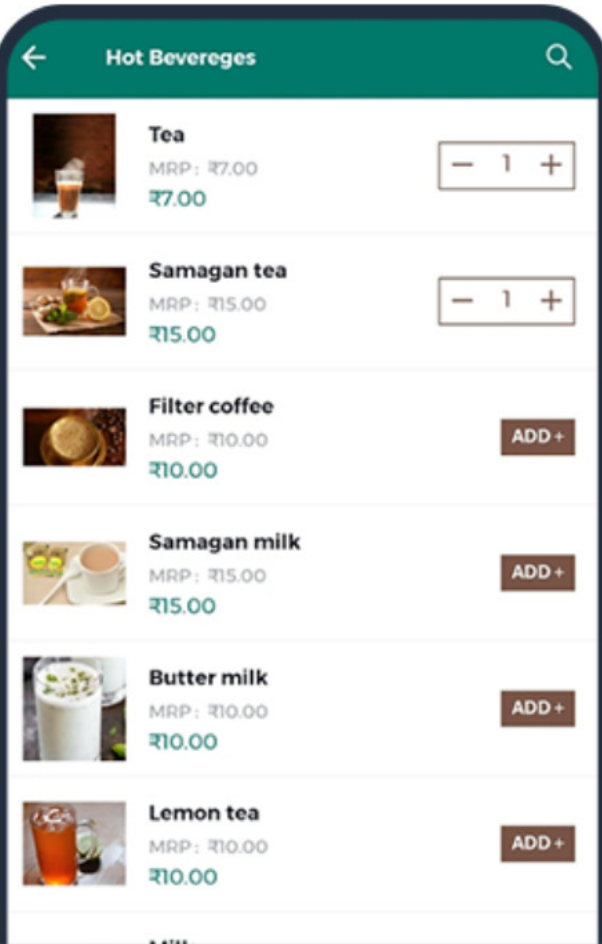 Hot Bevereges
Tea
MRP : ₹7.00
₹7.00
− 1 +
Samagan tea
MRP : ₹15.00
₹15.00
− 1 +
Filter coffee
MRP : ₹10.00
₹10.00
ADD +
Samagan milk
MRP : ₹15.00
₹15.00
ADD +
Butter milk
MRP : ₹10.00
₹10.00
ADD +
Lemon tea
MRP : ₹10.00
₹10.00
ADD +